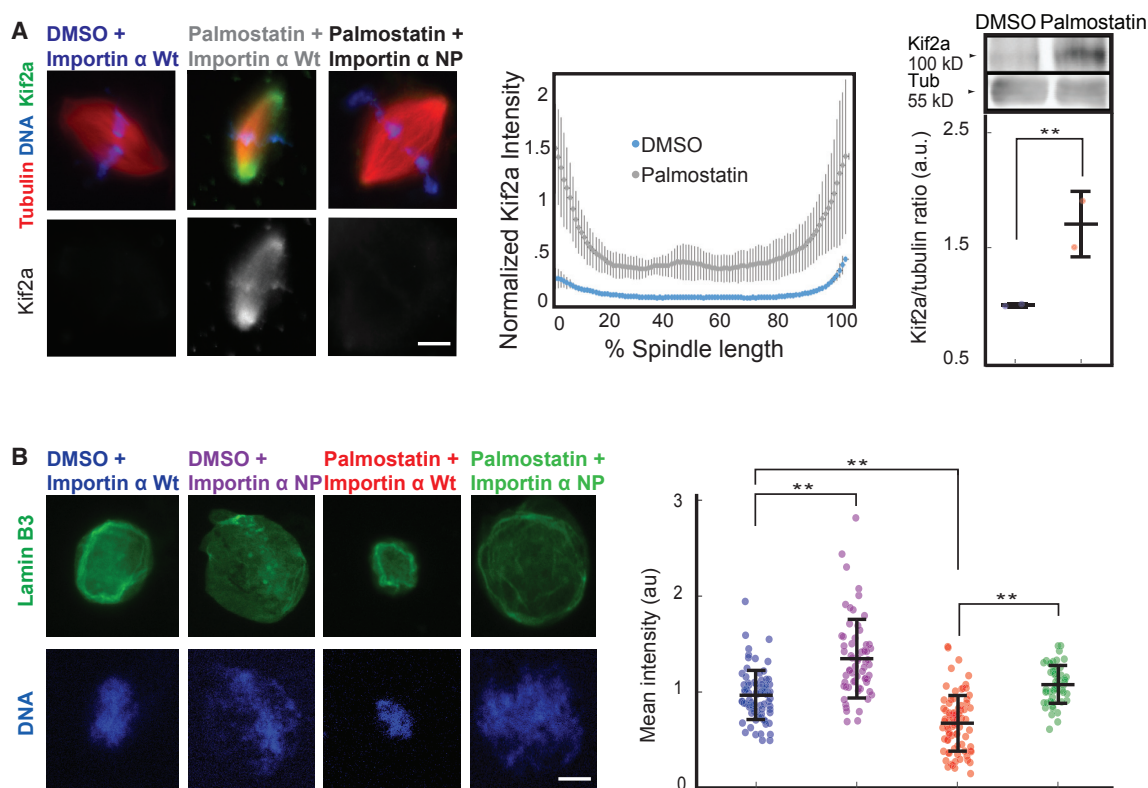 A
DMSO +
Importin α Wt
Palmostatin +
Importin α Wt
Palmostatin +
Importin α NP
Tubulin DNA Kif2a
Kif2a
Normalized Kif2a Intensity
2
1.5
1
.5
0
DMSO
Palmostatin
0 20 40 60 80 100
% Spindle length
DMSO Palmostatin
Kif2a
100 kD
Tub
55 kD
Kif2a/tubulin ratio (a.u.)
2.5
1.5
0.5
**
B
DMSO +
Importin α Wt
DMSO +
Importin α NP
Palmostatin +
Importin α Wt
Palmostatin +
Importin α NP
Lamin B3
DNA
Mean intensity (au)
3
2
1
0
**
**
**